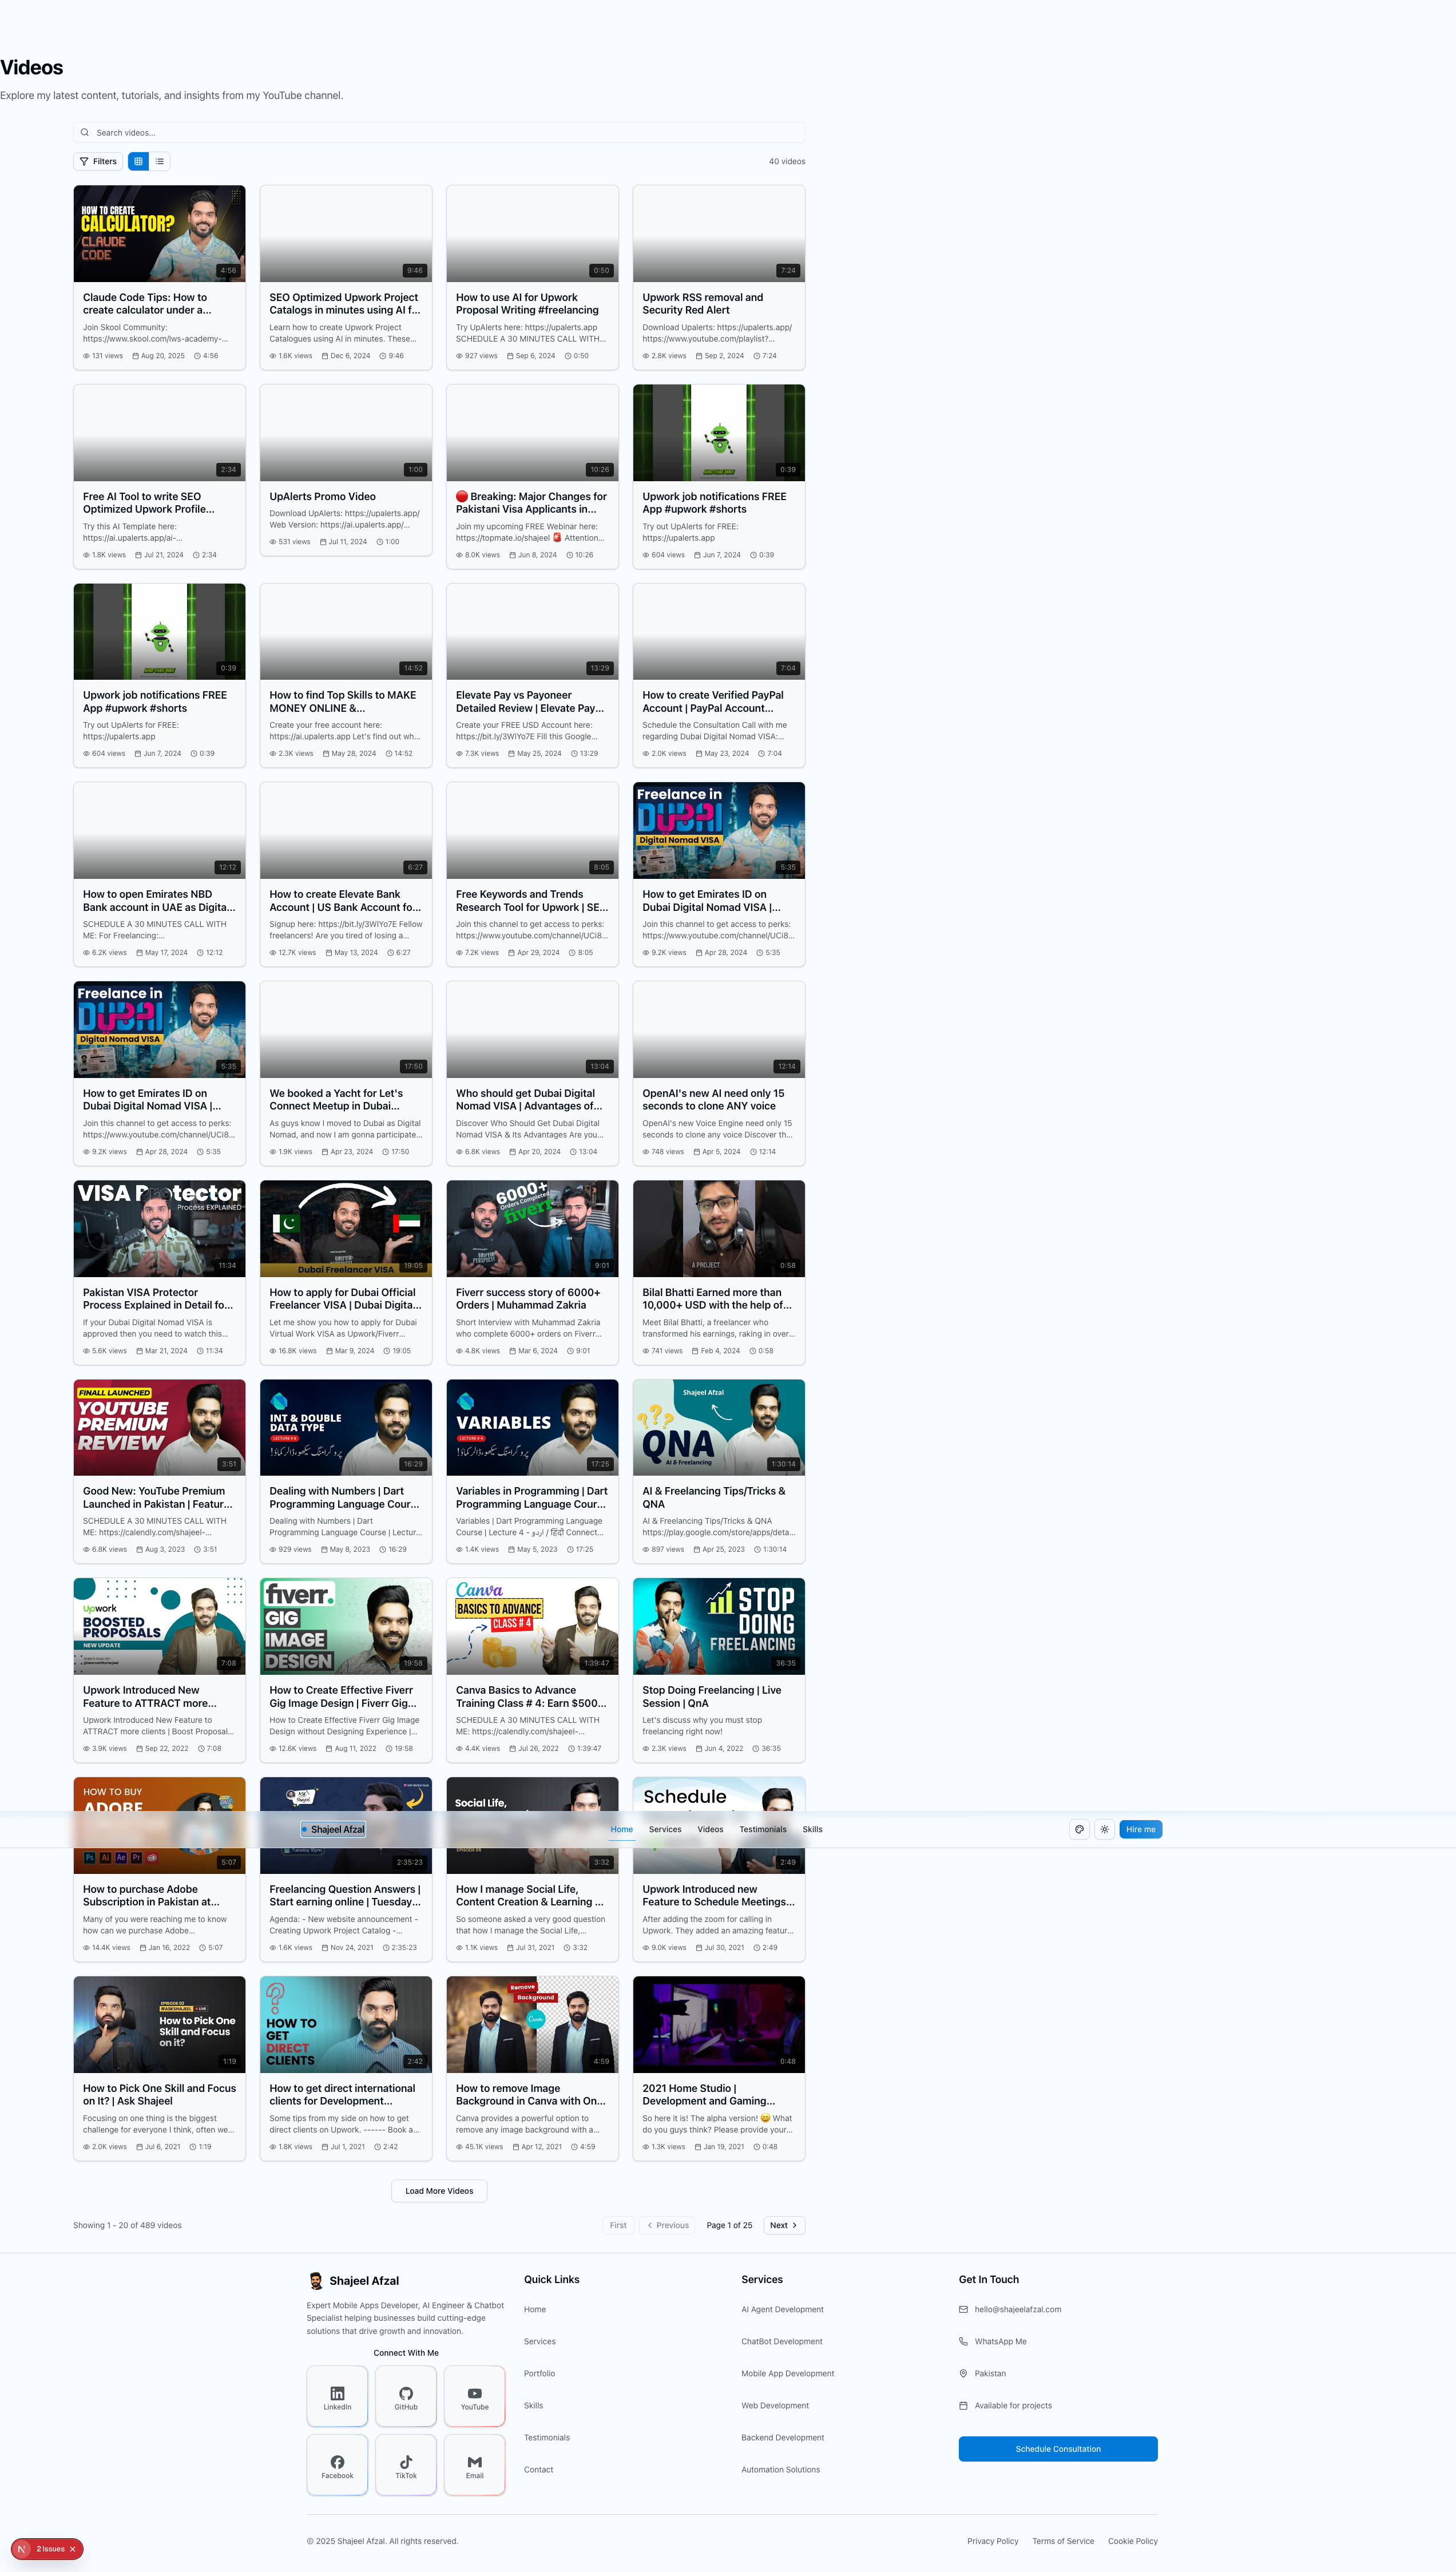 Videos
Explore my latest content, tutorials, and insights from my YouTube channel.
Search videos...
Filters
40 videos
HOW TO CREATE
CALCULATOR?
CLAUDE
CODE
4:56
9:46
0:50
7:24
Claude Code Tips: How to
create calculator under a...
Join Skool Community:
https://www.skool.com/lws-academy-...
131 views Aug 20, 2025 4:56
SEO Optimized Upwork Project
Catalogs in minutes using AI f...
Learn how to create Upwork Project
Catalogues using AI in minutes. These...
1.6K views Dec 6, 2024 9:46
How to use AI for Upwork
Proposal Writing #freelancing
Try UpAlerts here: https://upalerts.app
SCHEDULE A 30 MINUTES CALL WITH...
927 views Sep 6, 2024 0:50
Upwork RSS removal and
Security Red Alert
Download Upalerts: https://upalerts.app/
https://www.youtube.com/playlist?...
2.8K views Sep 2, 2024 7:24
2:34
1:00
10:26
0:39
Free AI Tool to write SEO
Optimized Upwork Profile...
Try this AI Template here:
https://ai.upalerts.app/ai-...
1.8K views Jul 21, 2024 2:34
UpAlerts Promo Video
Download UpAlerts: https://upalerts.app/
Web Version: https://ai.upalerts.app/...
531 views Jul 11, 2024 1:00
🔴 Breaking: Major Changes for
Pakistani Visa Applicants in...
Join my upcoming FREE Webinar here:
https://topmate.io/shajeel 🚨 Attention...
8.0K views Jun 8, 2024 10:26
Upwork job notifications FREE
App #upwork #shorts
Try out UpAlerts for FREE:
https://upalerts.app
604 views Jun 7, 2024 0:39
0:39
14:52
13:29
7:04
Upwork job notifications FREE
App #upwork #shorts
Try out UpAlerts for FREE:
https://upalerts.app
604 views Jun 7, 2024 0:39
How to find Top Skills to MAKE
MONEY ONLINE &...
Create your free account here:
https://ai.upalerts.app Let's find out wh...
2.3K views May 28, 2024 14:52
Elevate Pay vs Payoneer
Detailed Review | Elevate Pay...
Create your FREE USD Account here:
https://bit.ly/3WlYo7E Fill this Google...
7.3K views May 25, 2024 13:29
How to create Verified PayPal
Account | PayPal Account...
Schedule the Consultation Call with me
regarding Dubai Digital Nomad VISA:...
2.0K views May 23, 2024 7:04
12:12
6:27
8:05
Freelance in
DUBAI
Digital Nomad VISA
5:35
How to open Emirates NBD
Bank account in UAE as Digita...
SCHEDULE A 30 MINUTES CALL WITH
ME: For Freelancing:...
6.2K views May 17, 2024 12:12
How to create Elevate Bank
Account | US Bank Account fo...
Signup here: https://bit.ly/3WlYo7E Fellow
freelancers! Are you tired of losing a...
12.7K views May 13, 2024 6:27
Free Keywords and Trends
Research Tool for Upwork | SE...
Join this channel to get access to perks:
https://www.youtube.com/channel/UCi8...
7.2K views Apr 29, 2024 8:05
How to get Emirates ID on
Dubai Digital Nomad VISA |...
Join this channel to get access to perks:
https://www.youtube.com/channel/UCi8...
9.2K views Apr 28, 2024 5:35
Freelance in
DUBAI
Digital Nomad VISA
5:35
17:50
13:04
12:14
How to get Emirates ID on
Dubai Digital Nomad VISA |...
Join this channel to get access to perks:
https://www.youtube.com/channel/UCi8...
9.2K views Apr 28, 2024 5:35
We booked a Yacht for Let's
Connect Meetup in Dubai...
As guys know I moved to Dubai as Digital
Nomad, and now I am gonna participate...
1.9K views Apr 23, 2024 17:50
Who should get Dubai Digital
Nomad VISA | Advantages of...
Discover Who Should Get Dubai Digital
Nomad VISA & Its Advantages Are you...
6.8K views Apr 20, 2024 13:04
OpenAI's new AI need only 15
seconds to clone ANY voice
OpenAI's new Voice Engine need only 15
seconds to clone any voice Discover th...
748 views Apr 5, 2024 12:14
VISA Protector
Process EXPLAINED
11:34
Dubai Freelancer VISA
19:05
6000+
Orders Completed
fiverr
9:01
A PROJECT
0:58
Pakistan VISA Protector
Process Explained in Detail fo...
If your Dubai Digital Nomad VISA is
approved then you need to watch this...
5.6K views Mar 21, 2024 11:34
How to apply for Dubai Official
Freelancer VISA | Dubai Digita...
Let me show you how to apply for Dubai
Virtual Work VISA as Upwork/Fiverr...
16.8K views Mar 9, 2024 19:05
Fiverr success story of 6000+
Orders | Muhammad Zakria
Short Interview with Muhammad Zakria
who complete 6000+ orders on Fiverr...
4.8K views Mar 6, 2024 9:01
Bilal Bhatti Earned more than
10,000+ USD with the help of...
Meet Bilal Bhatti, a freelancer who
transformed his earnings, raking in over...
741 views Feb 4, 2024 0:58
FINALL LAUNCHED
YOUTUBE
PREMIUM
REVIEW
3:51
INT & DOUBLE
DATA TYPE
پروگرامنگ سیکھو، ڈالر کماؤ!
16:29
VARIABLES
پروگرامنگ سیکھو، ڈالر کماؤ!
17:25
Shajeel Afzal
???
QNA
AI & Freelancing
1:30:14
Good New: YouTube Premium
Launched in Pakistan | Featur...
SCHEDULE A 30 MINUTES CALL WITH
ME: https://calendly.com/shajeel-...
6.8K views Aug 3, 2023 3:51
Dealing with Numbers | Dart
Programming Language Cour...
Dealing with Numbers | Dart
Programming Language Course | Lectur...
929 views May 8, 2023 16:29
Variables in Programming | Dart
Programming Language Cour...
Variables | Dart Programming Language
Course | Lecture 4 - اردو / हिंदी Connect...
1.4K views May 5, 2023 17:25
AI & Freelancing Tips/Tricks &
QNA
AI & Freelancing Tips/Tricks & QNA
https://play.google.com/store/apps/deta...
897 views Apr 25, 2023 1:30:14
Upwork
BOOSTED
PROPOSALS
NEW UPDATE
7:08
fiverr.
GIG
IMAGE
DESIGN
19:58
Canva
BASICS TO ADVANCE
CLASS # 4
1:39:47
STOP
DOING
FREELANCING
36:35
Upwork Introduced New
Feature to ATTRACT more...
Upwork Introduced New Feature to
ATTRACT more clients | Boost Proposal...
3.9K views Sep 22, 2022 7:08
How to Create Effective Fiverr
Gig Image Design | Fiverr Gig...
How to Create Effective Fiverr Gig Image
Design without Designing Experience |...
12.6K views Aug 11, 2022 19:58
Canva Basics to Advance
Training Class # 4: Earn $500...
SCHEDULE A 30 MINUTES CALL WITH
ME: https://calendly.com/shajeel-...
4.4K views Jul 26, 2022 1:39:47
Stop Doing Freelancing | Live
Session | QnA
Let's discuss why you must stop
freelancing right now!
2.3K views Jun 4, 2022 36:35
HOW TO BUY
ADOBE
Social Life,
Schedule
Shajeel Afzal
Home Services Videos Testimonials Skills
Hire me
Ps Ai Ae Pr
5:07
Tuesday 10pm
2:35:23
3:32
2:49
How to purchase Adobe
Subscription in Pakistan at...
Many of you were reaching me to know
how can we purchase Adobe...
14.4K views Jan 16, 2022 5:07
Freelancing Question Answers |
Start earning online | Tuesday...
Agenda: - New website announcement -
Creating Upwork Project Catalog -...
1.6K views Nov 24, 2021 2:35:23
How I manage Social Life,
Content Creation & Learning ...
So someone asked a very good question
that how I manage the Social Life,...
1.1K views Jul 31, 2021 3:32
Upwork Introduced new
Feature to Schedule Meetings...
After adding the zoom for calling in
Upwork. They added an amazing featur...
9.0K views Jul 30, 2021 2:49
EPISODE 03
#ASKSHAJEEL LIVE
How to Pick One
Skill and Focus
on it?
1:19
?
HOW TO
GET
DIRECT
CLIENTS
2:42
Remove
Background
Canva
4:59
0:48
How to Pick One Skill and Focus
on It? | Ask Shajeel
Focusing on one thing is the biggest
challenge for everyone I think, often we...
2.0K views Jul 6, 2021 1:19
How to get direct international
clients for Development...
Some tips from my side on how to get
direct clients on Upwork. ------ Book a...
1.8K views Jul 1, 2021 2:42
How to remove Image
Background in Canva with On...
Canva provides a powerful option to
remove any image background with a...
45.1K views Apr 12, 2021 4:59
2021 Home Studio |
Development and Gaming...
So here it is! The alpha version! 😀 What
do you guys think? Please provide your...
1.3K views Jan 19, 2021 0:48
Load More Videos
Showing 1 - 20 of 489 videos
First Previous Page 1 of 25 Next
Shajeel Afzal
Expert Mobile Apps Developer, AI Engineer & Chatbot
Specialist helping businesses build cutting-edge
solutions that drive growth and innovation.
Connect With Me
LinkedIn GitHub YouTube
Facebook TikTok Email
Quick Links
Home
Services
Portfolio
Skills
Testimonials
Contact
Services
AI Agent Development
ChatBot Development
Mobile App Development
Web Development
Backend Development
Automation Solutions
Get In Touch
hello@shajeelafzal.com
WhatsApp Me
Pakistan
Available for projects
Schedule Consultation
© 2025 Shajeel Afzal. All rights reserved.
Privacy Policy Terms of Service Cookie Policy
N 2 Issues